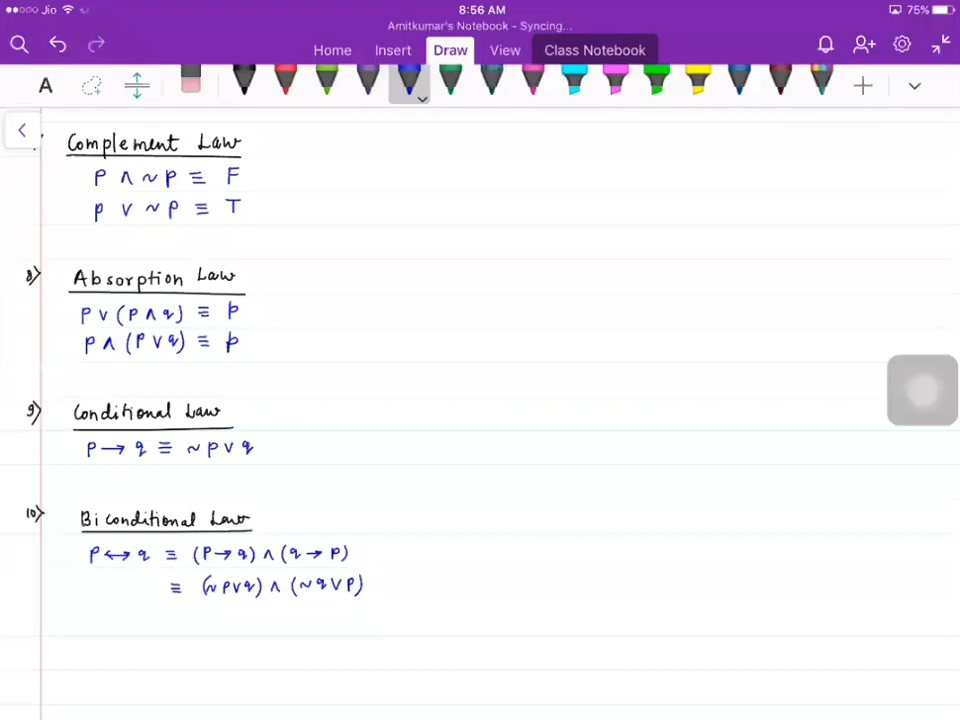 Jio
8:56 AM
75%
Amitkumar's Notebook - Syncing...
Home Insert Draw View Class Notebook
A
Complement Law
p ∧ ~p ≡ F
p ∨ ~p ≡ T
8) Absorption Law
p ∨ (p ∧ q) ≡ p
p ∧ (p ∨ q) ≡ p
9) Conditional Law
p → q ≡ ~p ∨ q
10) Biconditional Law
p ↔ q ≡ (p → q) ∧ (q → p)
≡ (~p∨q) ∧ (~q∨p)